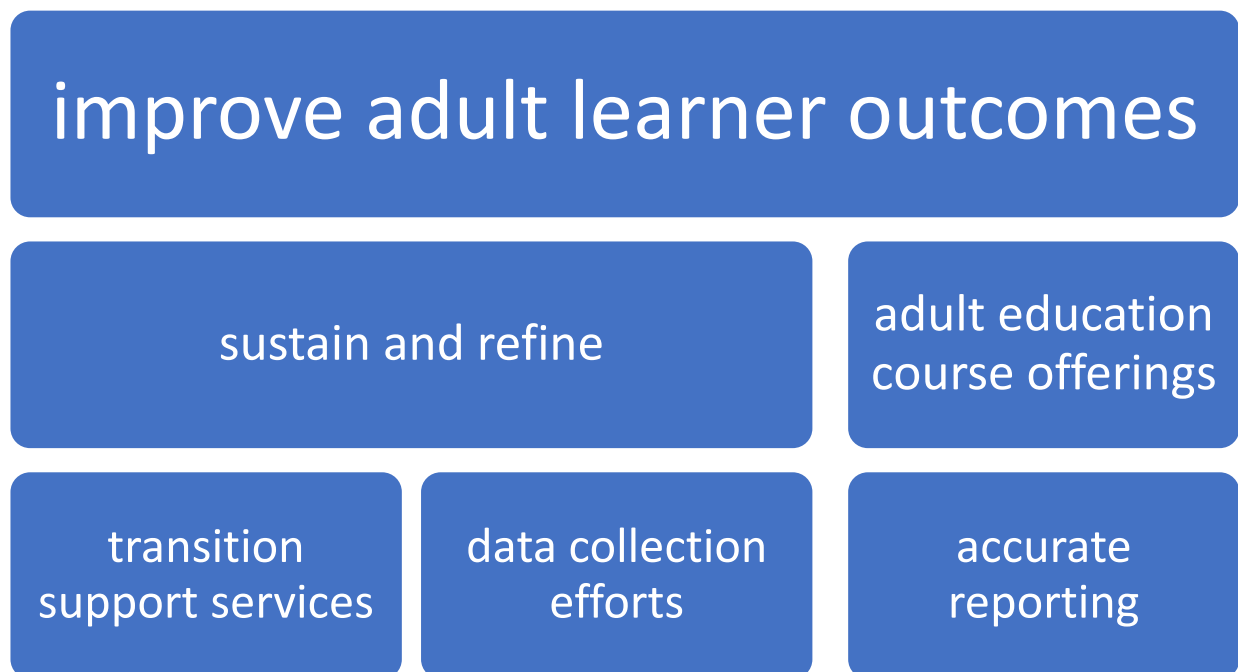 improve adult learner outcomes
sustain and refine
adult education
course offerings
transition
support services
data collection
efforts
accurate
reporting